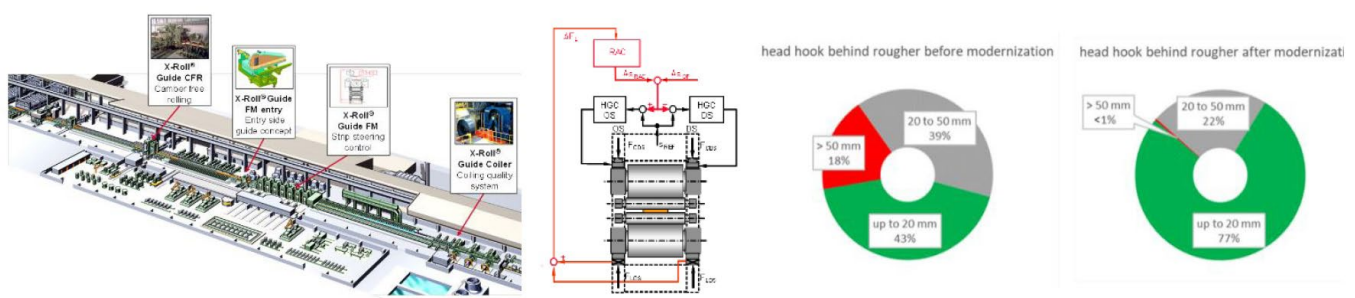 X-Roll®
Guide CFR
Camber free
rolling
X-Roll® Guide
FM entry
Entry side
guide concept
X-Roll®
Guide FM
Strip steering
control
X-Roll®
Guide Coiler
Coiling quality
system
RAC
HGC
OS
HGC
DS
OS
DS
head hook behind rougher before modernization
20 to 50 mm
39%
> 50 mm
18%
up to 20 mm
43%
head hook behind rougher after modernizati
> 50 mm
<1%
20 to 50 mm
22%
up to 20 mm
77%